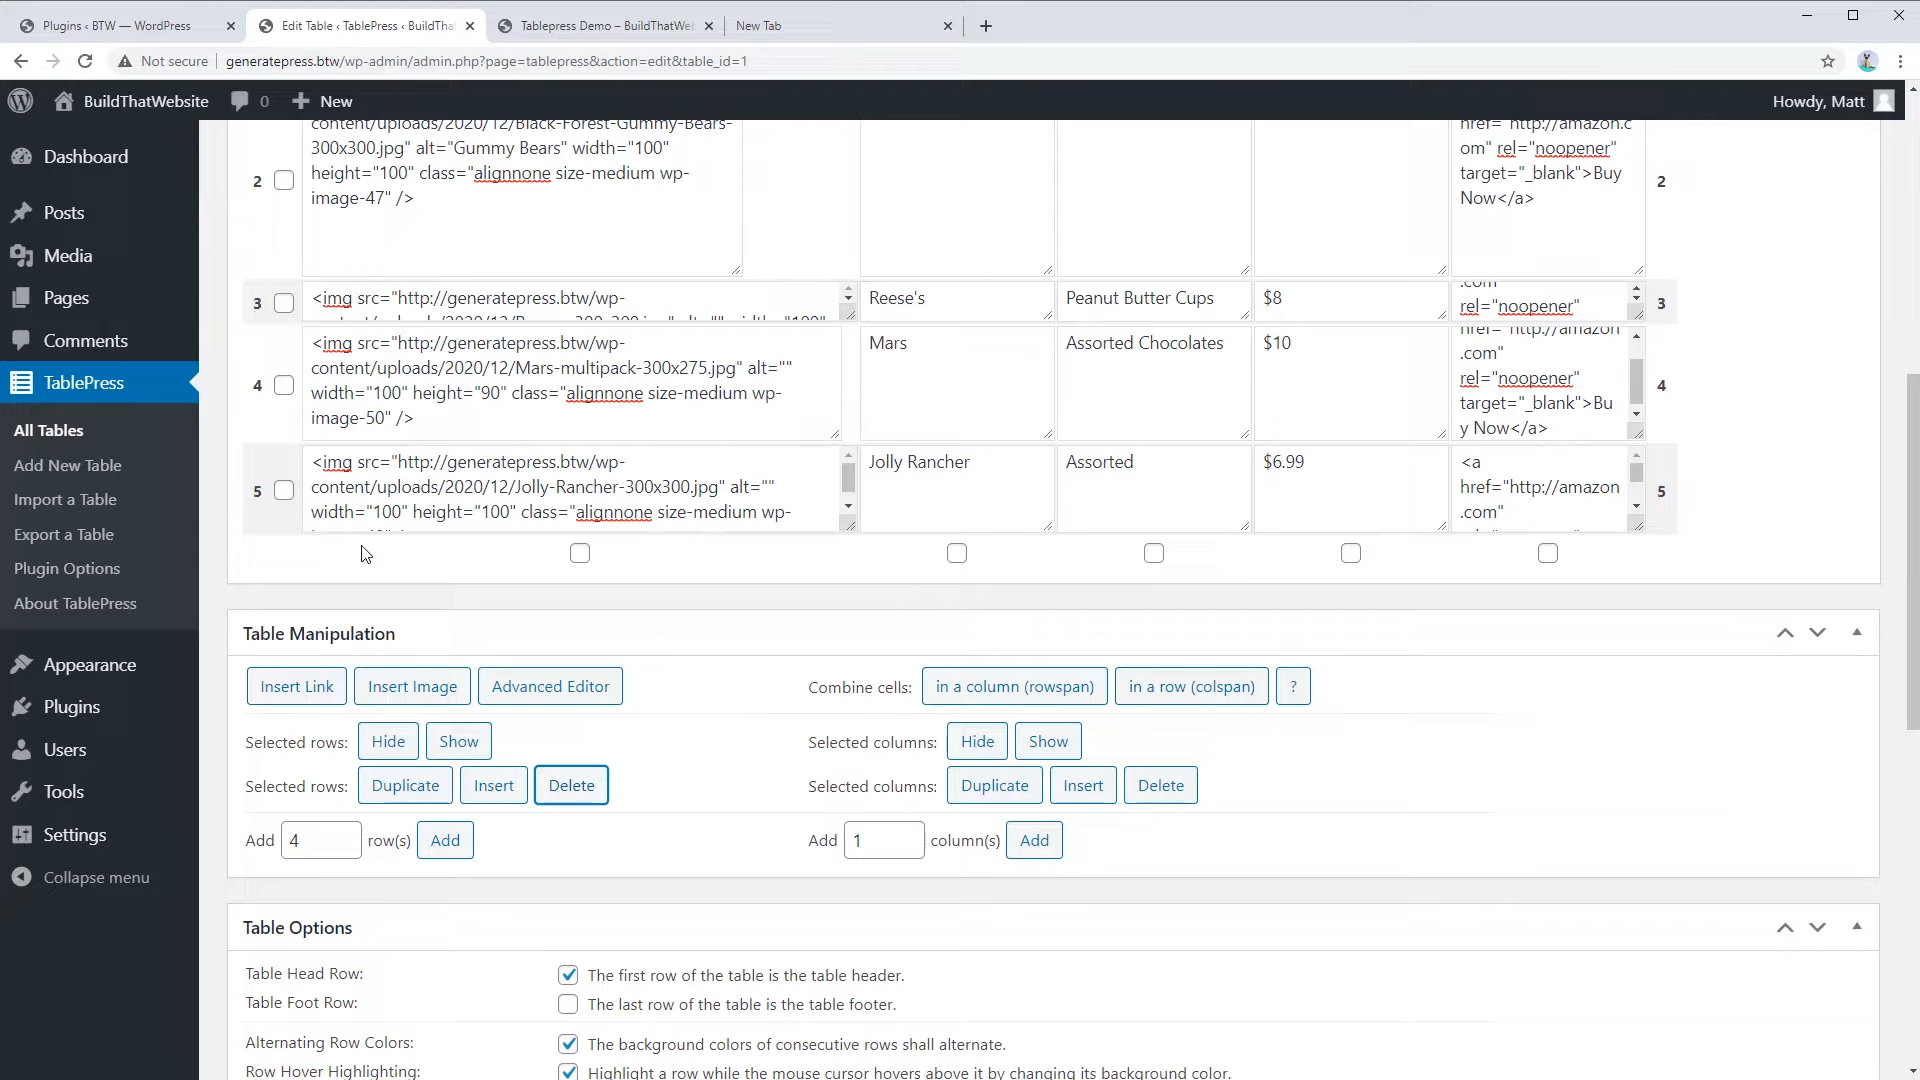 Plugins ‹ BTW — WordPress
Edit Table ‹ TablePress ‹ BuildThat
Tablepress Demo – BuildThatWe
New Tab
Not secure
generatepress.btw/wp-admin/admin.php?page=tablepress&action=edit&table_id=1
BuildThatWebsite
0
New
Howdy, Matt
Dashboard
Posts
Media
Pages
Comments
TablePress
All Tables
Add New Table
Import a Table
Export a Table
Plugin Options
About TablePress
Appearance
Plugins
Users
Tools
Settings
Collapse menu
2
content/uploads/2020/12/Black-Forest-Gummy-Bears-
300x300.jpg" alt="Gummy Bears" width="100"
height="100" class="alignnone size-medium wp-
image-47" />
href="http://amazon.c
om" rel="noopener"
target="_blank">Buy
Now</a>
2
3
<img src="http://generatepress.btw/wp-
Reese's
Peanut Butter Cups
$8
.com"
rel="noopener"
3
4
<img src="http://generatepress.btw/wp-
content/uploads/2020/12/Mars-multipack-300x275.jpg" alt=""
width="100" height="90" class="alignnone size-medium wp-
image-50" />
Mars
Assorted Chocolates
$10
href="http://amazon
.com"
rel="noopener"
target="_blank">Bu
y Now</a>
4
5
<img src="http://generatepress.btw/wp-
content/uploads/2020/12/Jolly-Rancher-300x300.jpg" alt=""
width="100" height="100" class="alignnone size-medium wp-
Jolly Rancher
Assorted
$6.99
<a
href="http://amazon
.com"
5
Table Manipulation
Insert Link
Insert Image
Advanced Editor
Combine cells:
in a column (rowspan)
in a row (colspan)
?
Selected rows:
Hide
Show
Selected columns:
Hide
Show
Selected rows:
Duplicate
Insert
Delete
Selected columns:
Duplicate
Insert
Delete
Add 4 row(s) Add
Add 1 column(s) Add
Table Options
Table Head Row:
The first row of the table is the table header.
Table Foot Row:
The last row of the table is the table footer.
Alternating Row Colors:
The background colors of consecutive rows shall alternate.
Row Hover Highlighting:
Highlight a row while the mouse cursor hovers above it by changing its background color.